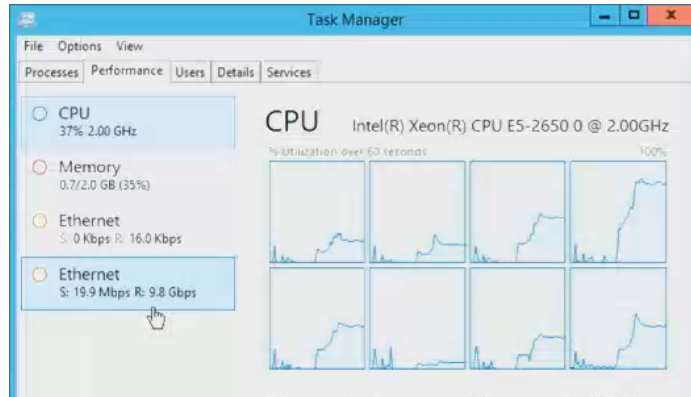 Task Manager
File Options View
Processes Performance Users Details Services
CPU
37% 2.00 GHz
Memory
0.7/2.0 GB (35%)
Ethernet
S: 0 Kbps R: 16.0 Kbps
Ethernet
S: 19.9 Mbps R: 9.8 Gbps
CPU Intel(R) Xeon(R) CPU E5-2650 0 @ 2.00GHz
% Utilization over 60 seconds 100%